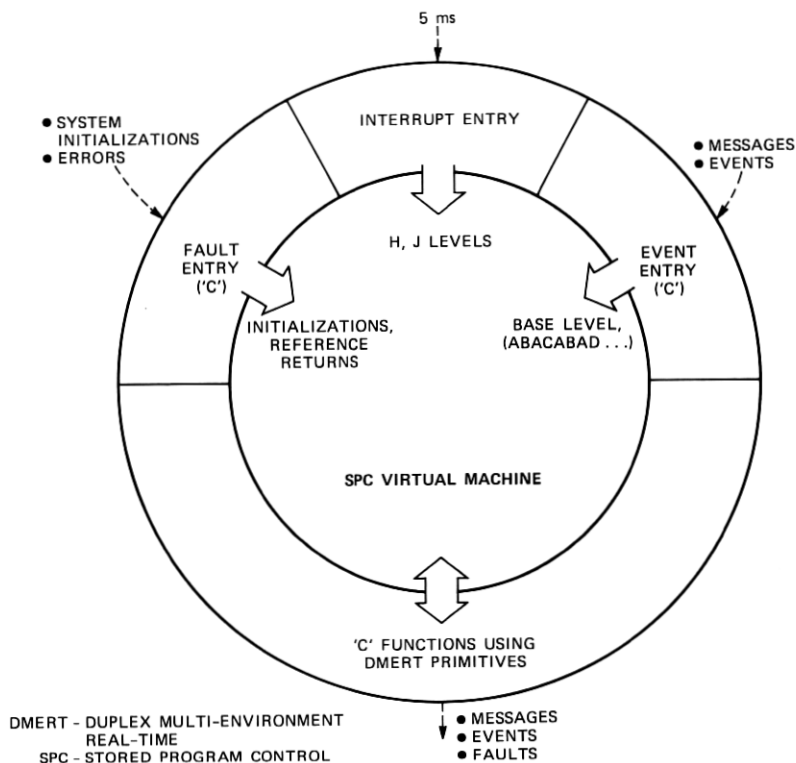 5 ms
INTERRUPT ENTRY
• SYSTEM
INITIALIZATIONS
• ERRORS
• MESSAGES
• EVENTS
H, J LEVELS
FAULT
ENTRY
('C')
EVENT
ENTRY
('C')
INITIALIZATIONS,
REFERENCE
RETURNS
BASE LEVEL,
(ABACABAD . . .)
SPC VIRTUAL MACHINE
'C' FUNCTIONS USING
DMERT PRIMITIVES
DMERT - DUPLEX MULTI-ENVIRONMENT
REAL-TIME
SPC - STORED PROGRAM CONTROL
• MESSAGES
• EVENTS
• FAULTS